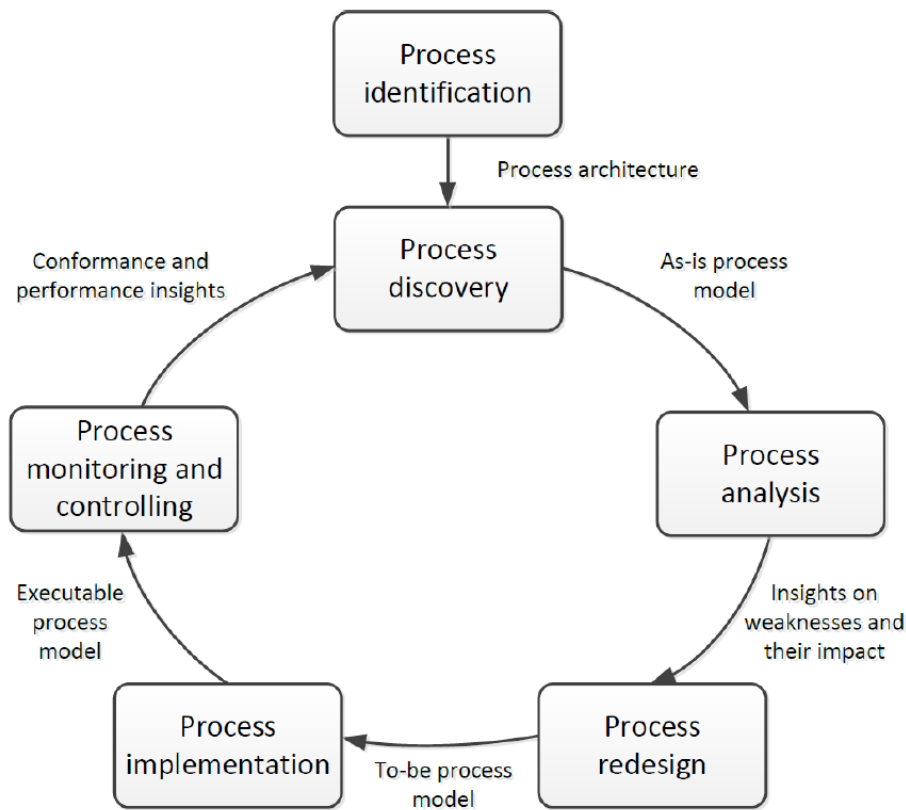 Process
identification
Process architecture
Process
discovery
As-is process
model
Process
analysis
Insights on
weaknesses and
their impact
Process
redesign
To-be process
model
Process
implementation
Executable
process
model
Process
monitoring and
controlling
Conformance and
performance insights